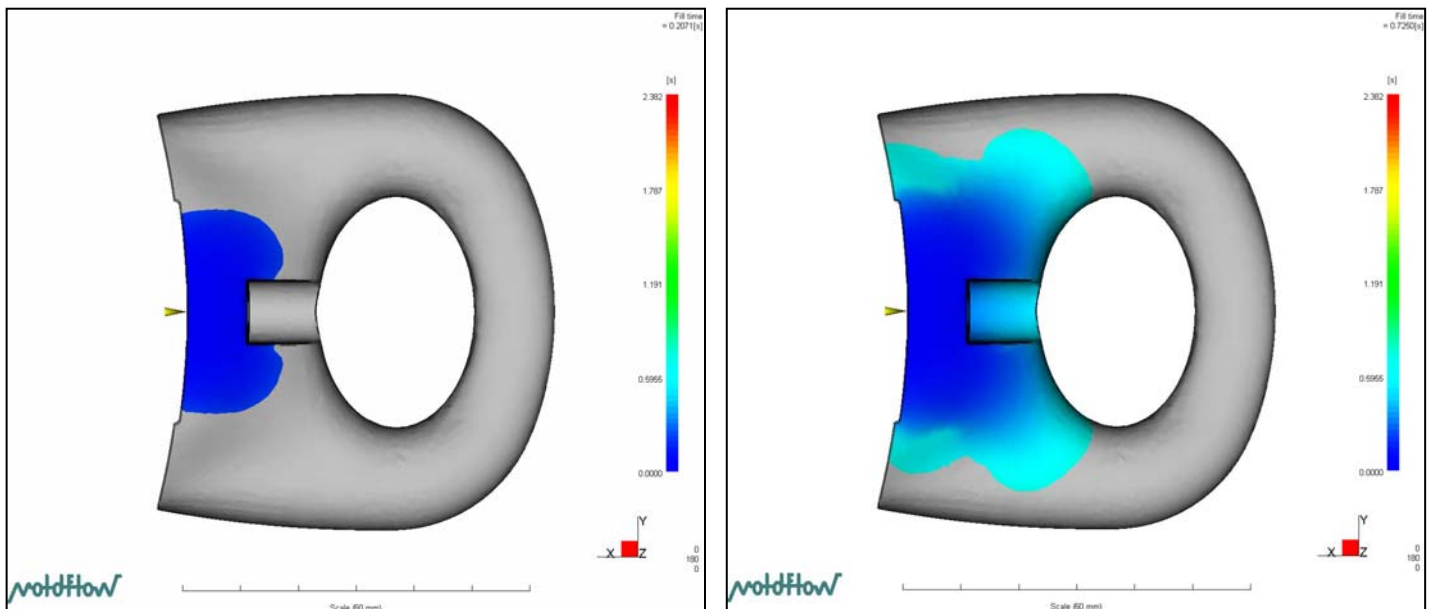 Fill time
= 0.2071[s]
[s]
2.382
1.787
1.191
0.5955
0.0000
Y
X
Z
0
180
0
moldflow
Scale (60 mm)
Fill time
= 0.7250[s]
[s]
2.382
1.787
1.191
0.5955
0.0000
Y
X
Z
0
180
0
moldflow
Scale (60 mm)